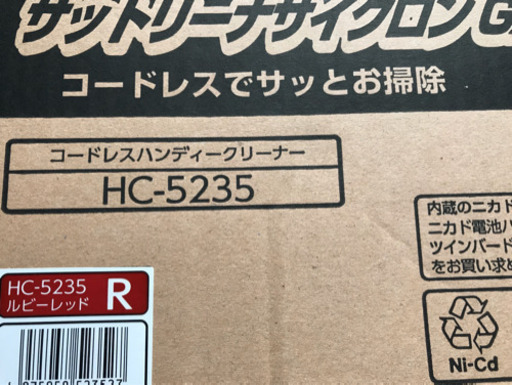 サットリーナサイクロンG
コードレスでサッとお掃除
コードレスハンディークリーナー
HC-5235
内蔵のニカド
ニカド電池ハ
ツインバード
をお買い求め
HC-5235
ルビーレッド
R
Ni-Cd